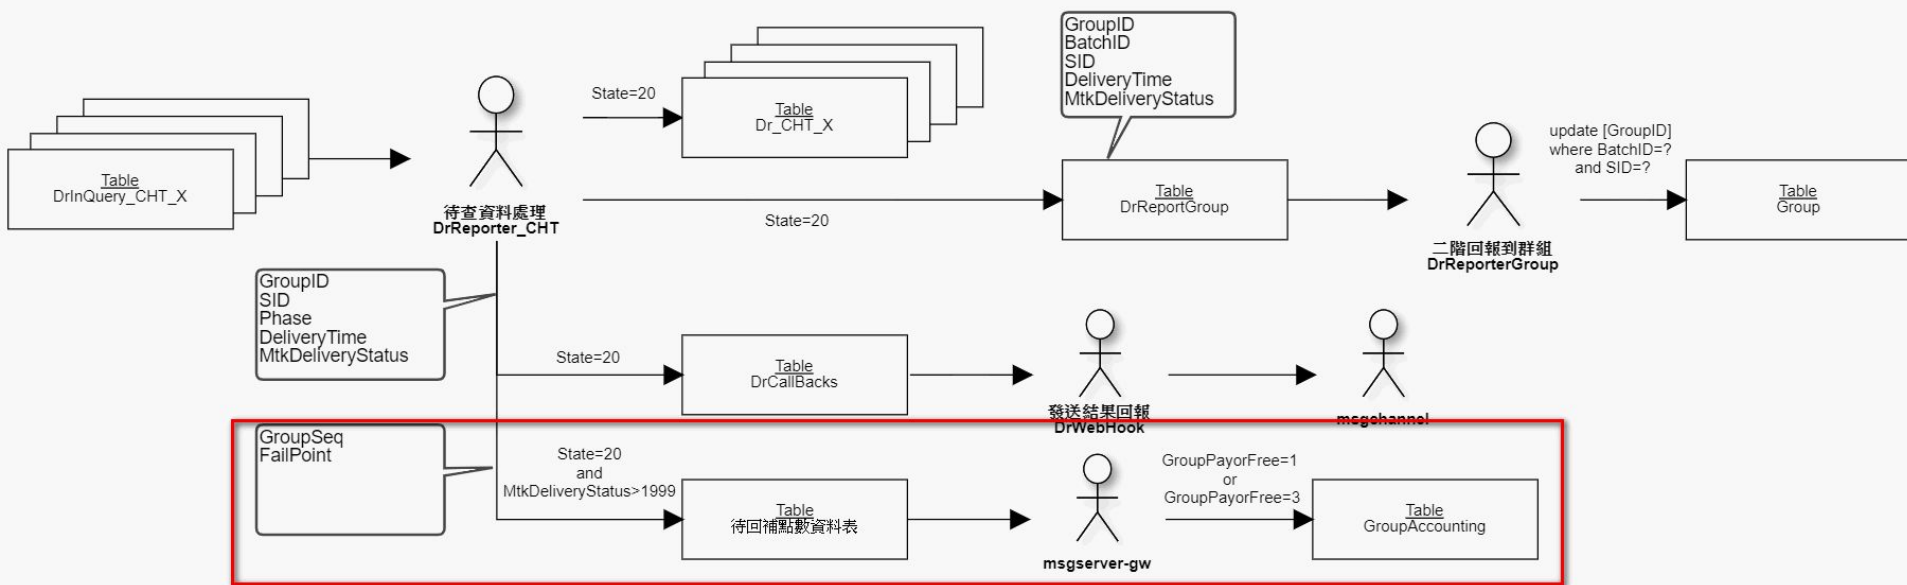 Table
DrInQuery_CHT_X
待查資料處理
DrReporter_CHT
State=20
Table
Dr_CHT_X
GroupID
BatchID
SID
DeliveryTime
MtkDeliveryStatus
State=20
Table
DrReportGroup
二階回報到群組
DrReporterGroup
update [GroupID]
where BatchID=?
and SID=?
Table
Group
GroupID
SID
Phase
DeliveryTime
MtkDeliveryStatus
State=20
Table
DrCallBacks
發送結果回報
DrWebHook
msgchannel
GroupSeq
FailPoint
State=20
and
MtkDeliveryStatus>1999
Table
待回補點數資料表
msgserver-gw
GroupPayorFree=1
or
GroupPayorFree=3
Table
GroupAccounting